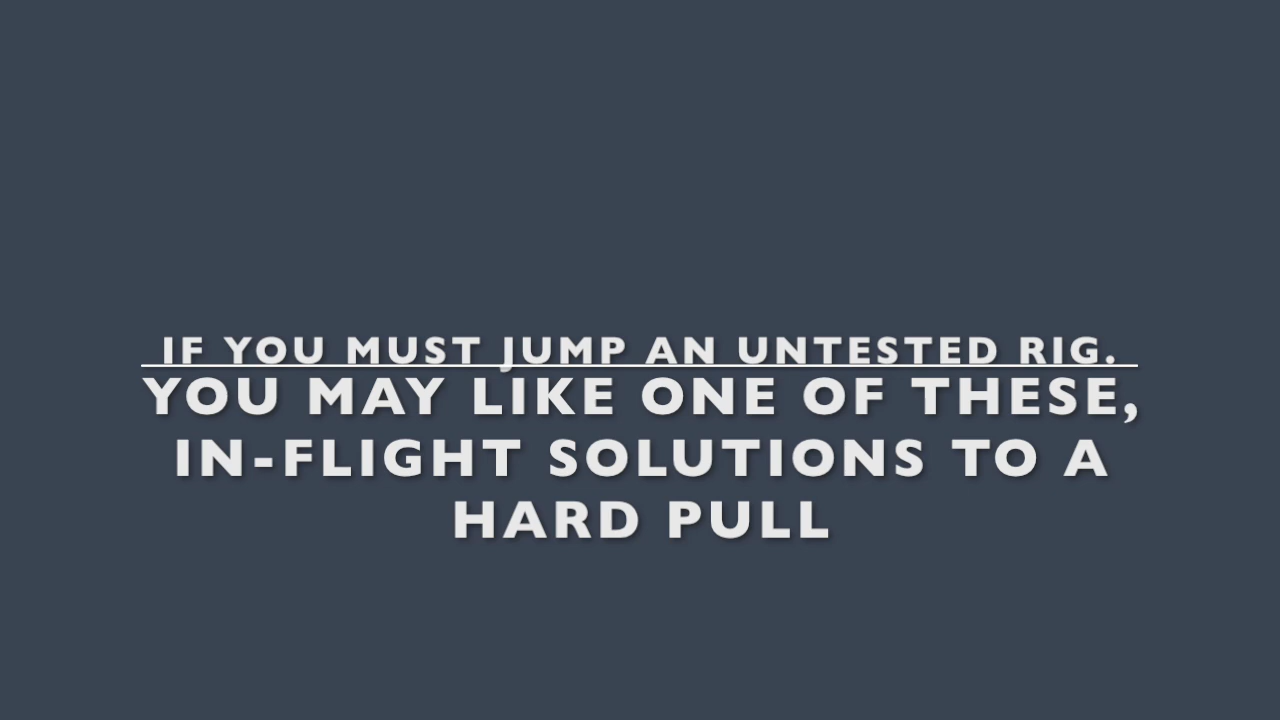 IF YOU MUST JUMP AN UNTESTED RIG.
YOU MAY LIKE ONE OF THESE,
IN-FLIGHT SOLUTIONS TO A
HARD PULL